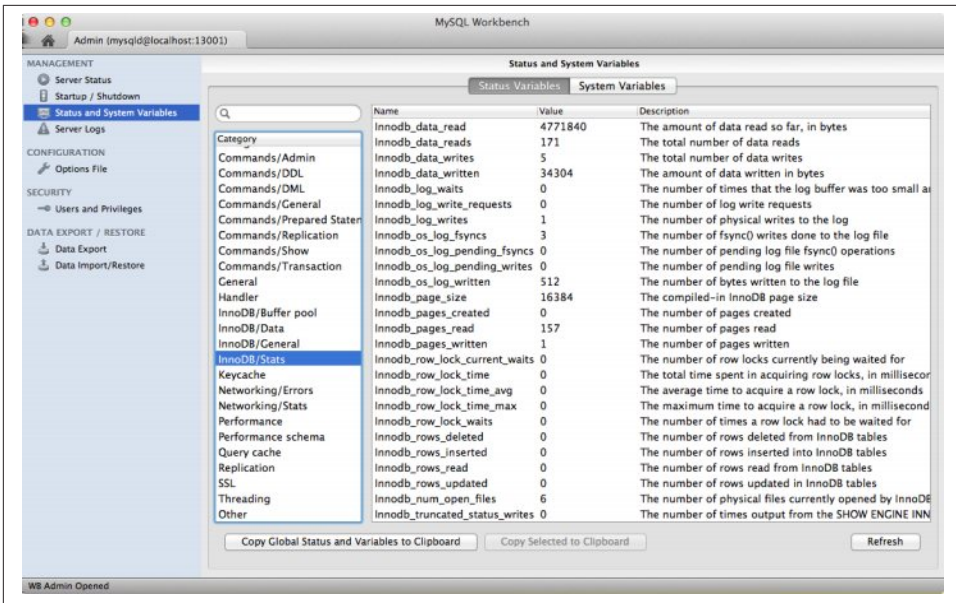 MySQL Workbench
Admin (mysqld@localhost:13001)
MANAGEMENT
Server Status
Startup / Shutdown
Status and System Variables
Server Logs
CONFIGURATION
Options File
SECURITY
Users and Privileges
DATA EXPORT / RESTORE
Data Export
Data Import/Restore
Status and System Variables
Status Variables System Variables
Category
Commands/Admin
Commands/DDL
Commands/DML
Commands/General
Commands/Prepared Staten
Commands/Replication
Commands/Show
Commands/Transaction
General
Handler
InnoDB/Buffer pool
InnoDB/Data
InnoDB/General
InnoDB/Stats
Keycache
Networking/Errors
Networking/Stats
Performance
Performance schema
Query cache
Replication
SSL
Threading
Other
Name Value Description
Innodb_data_read 4771840 The amount of data read so far, in bytes
Innodb_data_reads 171 The total number of data reads
Innodb_data_writes 5 The total number of data writes
Innodb_data_written 34304 The amount of data written in bytes
Innodb_log_waits 0 The number of times that the log buffer was too small a
Innodb_log_write_requests 0 The number of log write requests
Innodb_log_writes 1 The number of physical writes to the log
Innodb_os_log_fsyncs 3 The number of fsync() writes done to the log file
Innodb_os_log_pending_fsyncs 0 The number of pending log file fsync() operations
Innodb_os_log_pending_writes 0 The number of pending log file writes
Innodb_os_log_written 512 The number of bytes written to the log file
Innodb_page_size 16384 The compiled-in InnoDB page size
Innodb_pages_created 0 The number of pages created
Innodb_pages_read 157 The number of pages read
Innodb_pages_written 1 The number of pages written
Innodb_row_lock_current_waits 0 The number of row locks currently being waited for
Innodb_row_lock_time 0 The total time spent in acquiring row locks, in millisecor
Innodb_row_lock_time_avg 0 The average time to acquire a row lock, in milliseconds
Innodb_row_lock_time_max 0 The maximum time to acquire a row lock, in millisecond
Innodb_row_lock_waits 0 The number of times a row lock had to be waited for
Innodb_rows_deleted 0 The number of rows deleted from InnoDB tables
Innodb_rows_inserted 0 The number of rows inserted into InnoDB tables
Innodb_rows_read 0 The number of rows read from InnoDB tables
Innodb_rows_updated 0 The number of rows updated in InnoDB tables
Innodb_num_open_files 6 The number of physical files currently opened by InnoDE
Innodb_truncated_status_writes 0 The number of times output from the SHOW ENGINE INN
Copy Global Status and Variables to Clipboard Copy Selected to Clipboard Refresh
WB Admin Opened